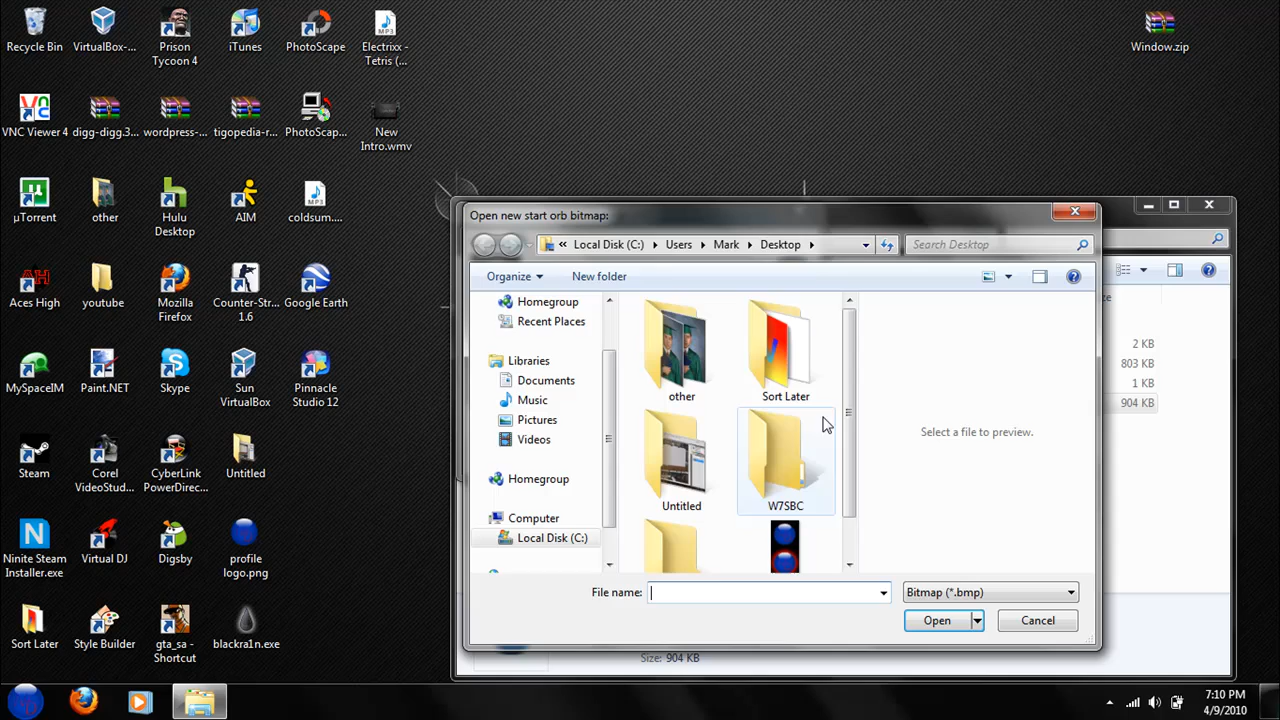 Recycle Bin
VirtualBox-...
Prison
Tycoon 4
iTunes
PhotoScape
Electrixx -
Tetris (...
Window.zip
VNC Viewer 4
digg-digg.3...
wordpress-...
tigopedia-r...
PhotoScap...
New
Intro.wmv
µTorrent
other
Hulu
Desktop
AIM
coldsum....
Aces High
youtube
Mozilla
Firefox
Counter-Str...
1.6
Google Earth
MySpaceIM
Paint.NET
Skype
Sun
VirtualBox
Pinnacle
Studio 12
Steam
Corel
VideoStud...
CyberLink
PowerDirec...
Untitled
Ninite Steam
Installer.exe
Virtual DJ
Digsby
profile
logo.png
Sort Later
Style Builder
gta_sa -
Shortcut
blackra1n.exe
Open new start orb bitmap:
Local Disk (C:)
Users
Mark
Desktop
Search Desktop
Organize
New folder
Homegroup
Recent Places
Libraries
Documents
Music
Pictures
Videos
Homegroup
Computer
Local Disk (C:)
other
Sort Later
Untitled
W7SBC
Select a file to preview.
File name:
Bitmap (*.bmp)
Open
Cancel
2 KB
803 KB
1 KB
904 KB
Size: 904 KB
7:10 PM
4/9/2010